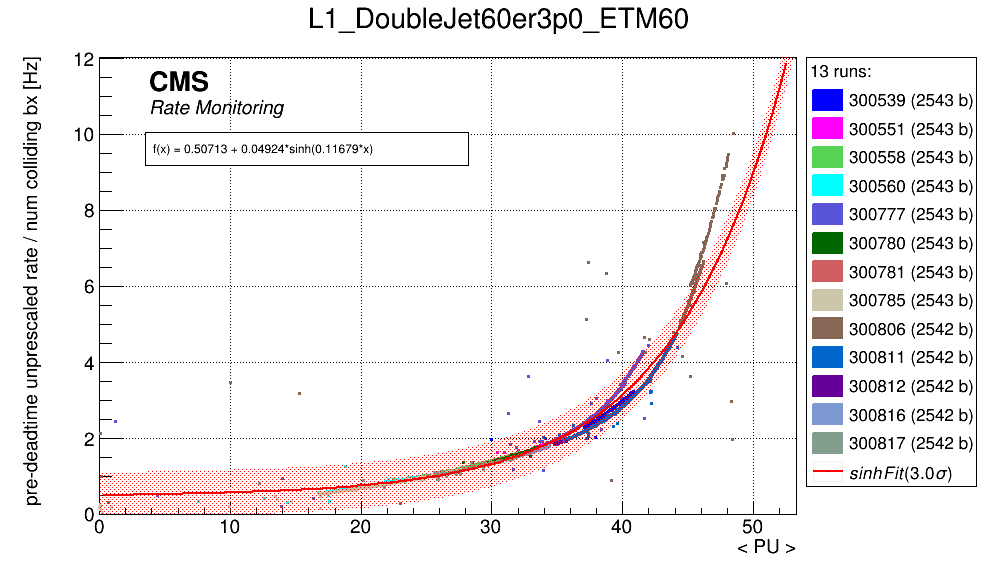 L1_DoubleJet60er3p0_ETM60
pre-deadtime unprescaled rate / num colliding bx [Hz]
CMS
Rate Monitoring
f(x) = 0.50713 + 0.04924*sinh(0.11679*x)
12
10
8
6
4
2
0
0
10
20
30
40
50
< PU >
13 runs:
300539 (2543 b)
300551 (2543 b)
300558 (2543 b)
300560 (2543 b)
300777 (2543 b)
300780 (2543 b)
300781 (2543 b)
300785 (2543 b)
300806 (2542 b)
300811 (2542 b)
300812 (2542 b)
300816 (2542 b)
300817 (2542 b)
sinhFit(3.0σ)